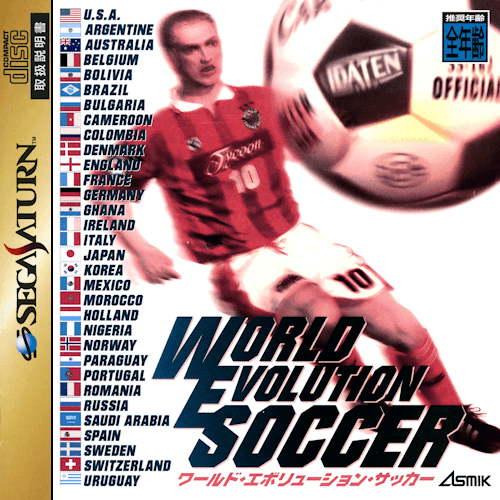 COMPACT
disc
取扱説明書
SEGA SATURN™
U.S.A.
ARGENTINE
AUSTRALIA
BELGIUM
BOLIVIA
BRAZIL
BULGARIA
CAMEROON
COLOMBIA
DENMARK
ENGLAND
FRANCE
GERMANY
GHANA
IRELAND
ITALY
JAPAN
KOREA
MEXICO
MOROCCO
HOLLAND
NIGERIA
NORWAY
PARAGUAY
PORTUGAL
ROMANIA
RUSSIA
SAUDI ARABIA
SPAIN
SWEDEN
SWITZERLAND
URUGUAY
推奨年齢
全年齢
IDATEN
OFFICIAL
Tycoon
10
10
WORLD
EVOLUTION
SOCCER
ワールド・エボリューション・サッカー
ASMIK